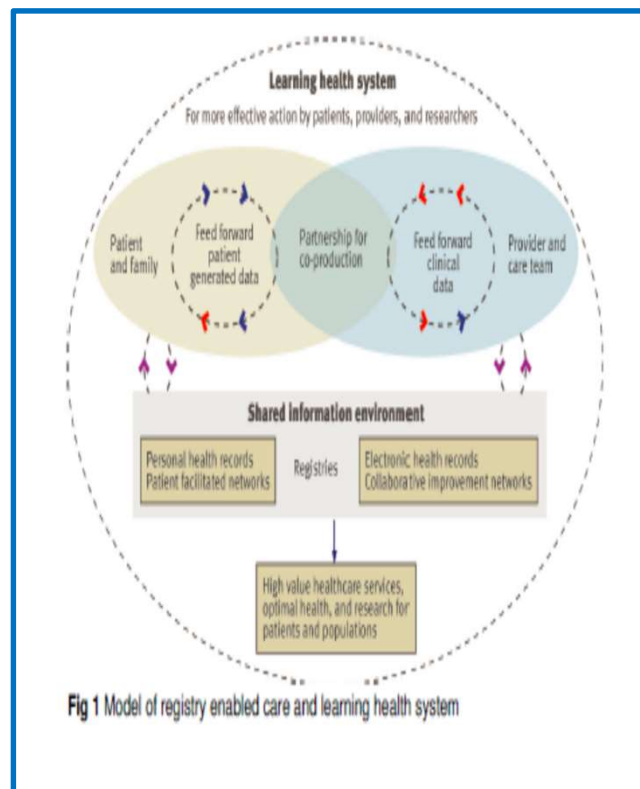 Learning health system
For more effective action by patients, providers, and researchers
Patient
and family
Feed forward
patient
generated data
Partnership for
co-production
Feed forward
clinical
data
Provider and
care team
Shared information environment
Personal health records
Patient facilitated networks
Registries
Electronic health records
Collaborative improvement networks
High value healthcare services,
optimal health, and research for
patients and populations
Fig 1 Model of registry enabled care and learning health system